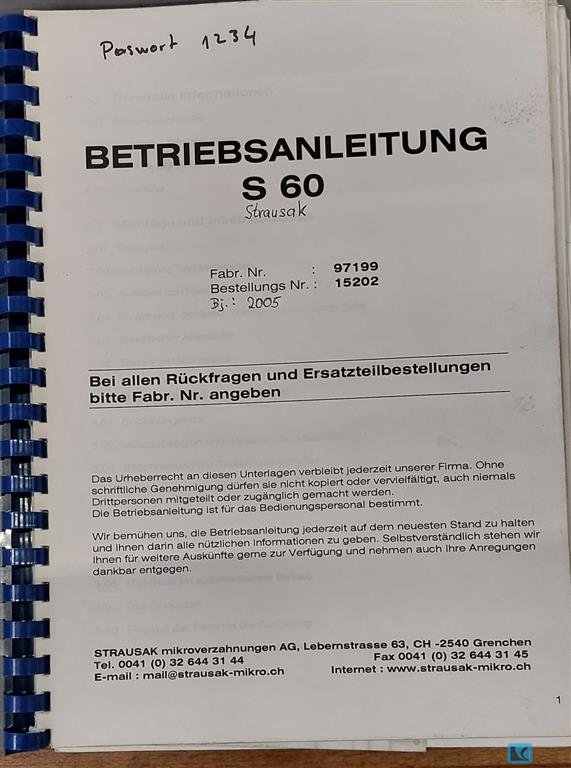 Paswort 1234
BETRIEBSANLEITUNG
S 60
Strausak
Fabr. Nr. : 97199
Bestellungs Nr. : 15202
Bj.: 2005
Bei allen Rückfragen und Ersatzteilbestellungen
bitte Fabr. Nr. angeben
Das Urheberrecht an diesen Unterlagen verbleibt jederzeit unserer Firma. Ohne
schriftliche Genehmigung dürfen sie nicht kopiert oder vervielfältigt, auch niemals
Drittpersonen mitgeteilt oder zugänglich gemacht werden.
Die Betriebsanleitung ist für das Bedienungspersonal bestimmt.
Wir bemühen uns, die Betriebsanleitung jederzeit auf dem neuesten Stand zu halten
und Ihnen darin alle nützlichen Informationen zu geben. Selbstverständlich stehen wir
Ihnen für weitere Auskünfte gerne zur Verfügung und nehmen auch Ihre Anregungen
dankbar entgegen.
STRAUSAK mikroverzahnungen AG, Lebernstrasse 63, CH -2540 Grenchen
Tel. 0041 (0) 32 644 31 44 Fax 0041 (0) 32 644 31 45
E-mail : mail@strausak-mikro.ch Internet : www.strausak-mikro.ch
1